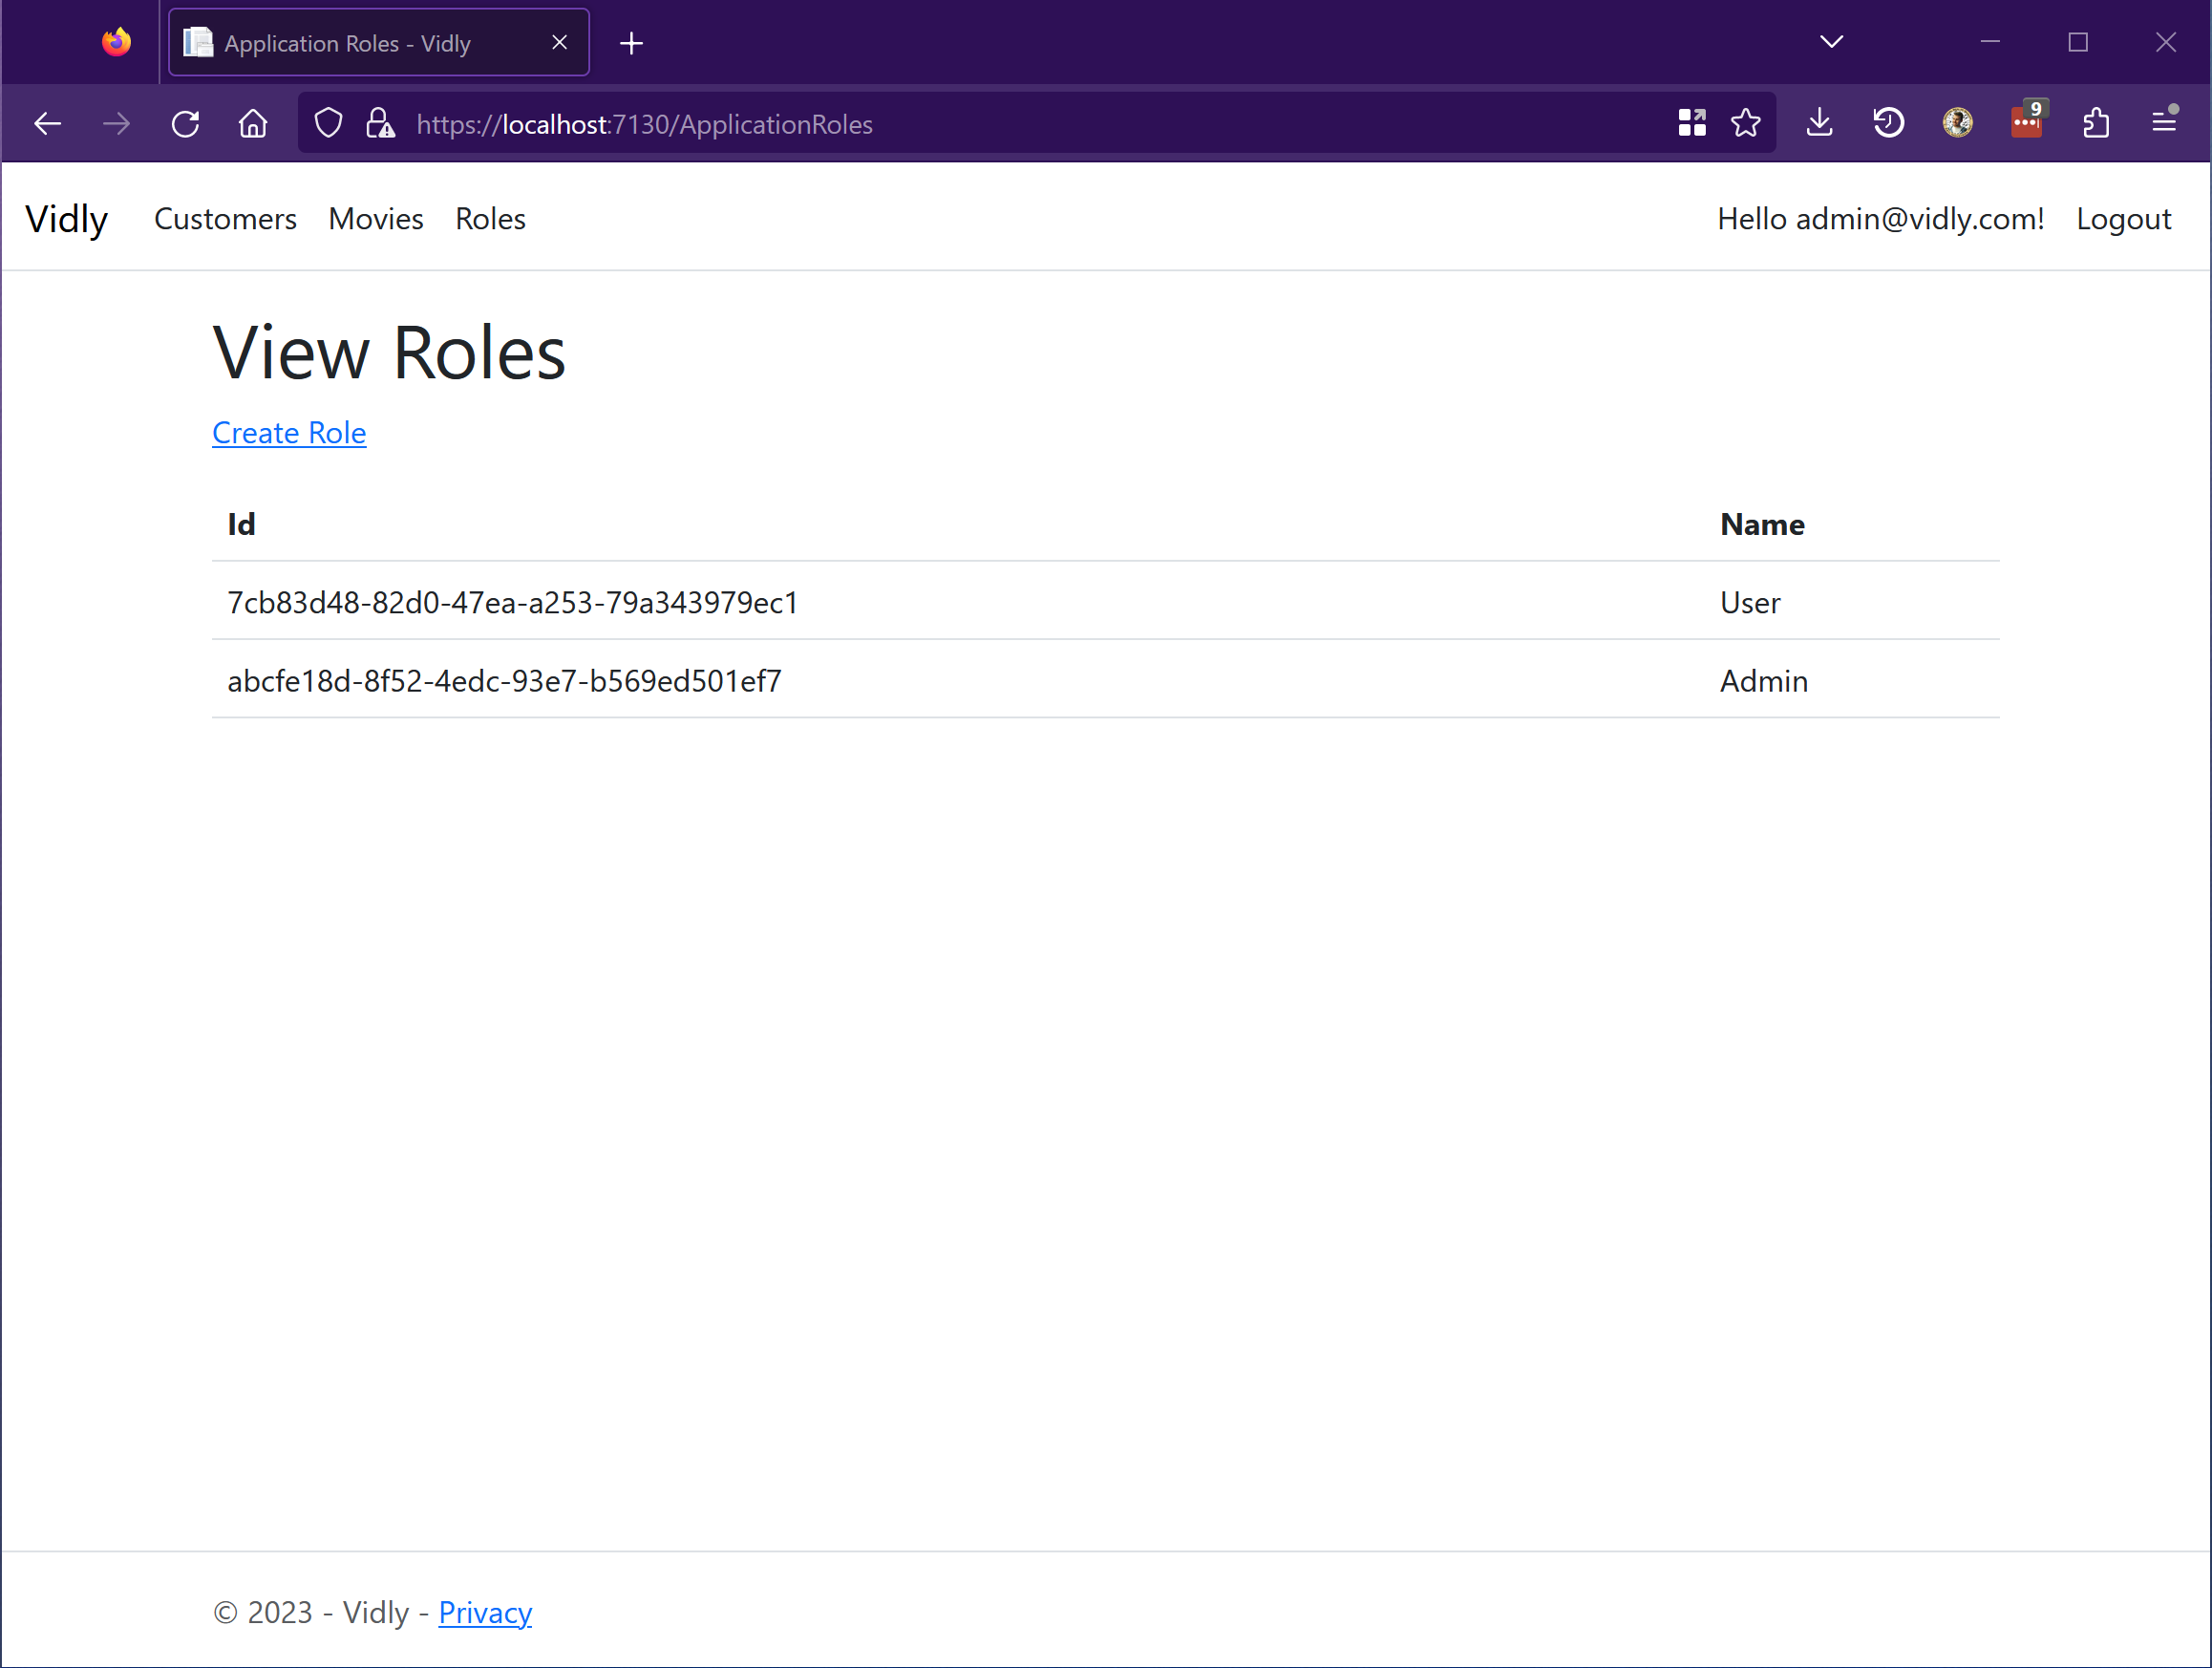 Application Roles - Vidly
https://localhost:7130/ApplicationRoles
9
Vidly Customers Movies Roles Hello admin@vidly.com! Logout
View Roles
Create Role
Id Name
7cb83d48-82d0-47ea-a253-79a343979ec1 User
abcfe18d-8f52-4edc-93e7-b569ed501ef7 Admin
© 2023 - Vidly - Privacy